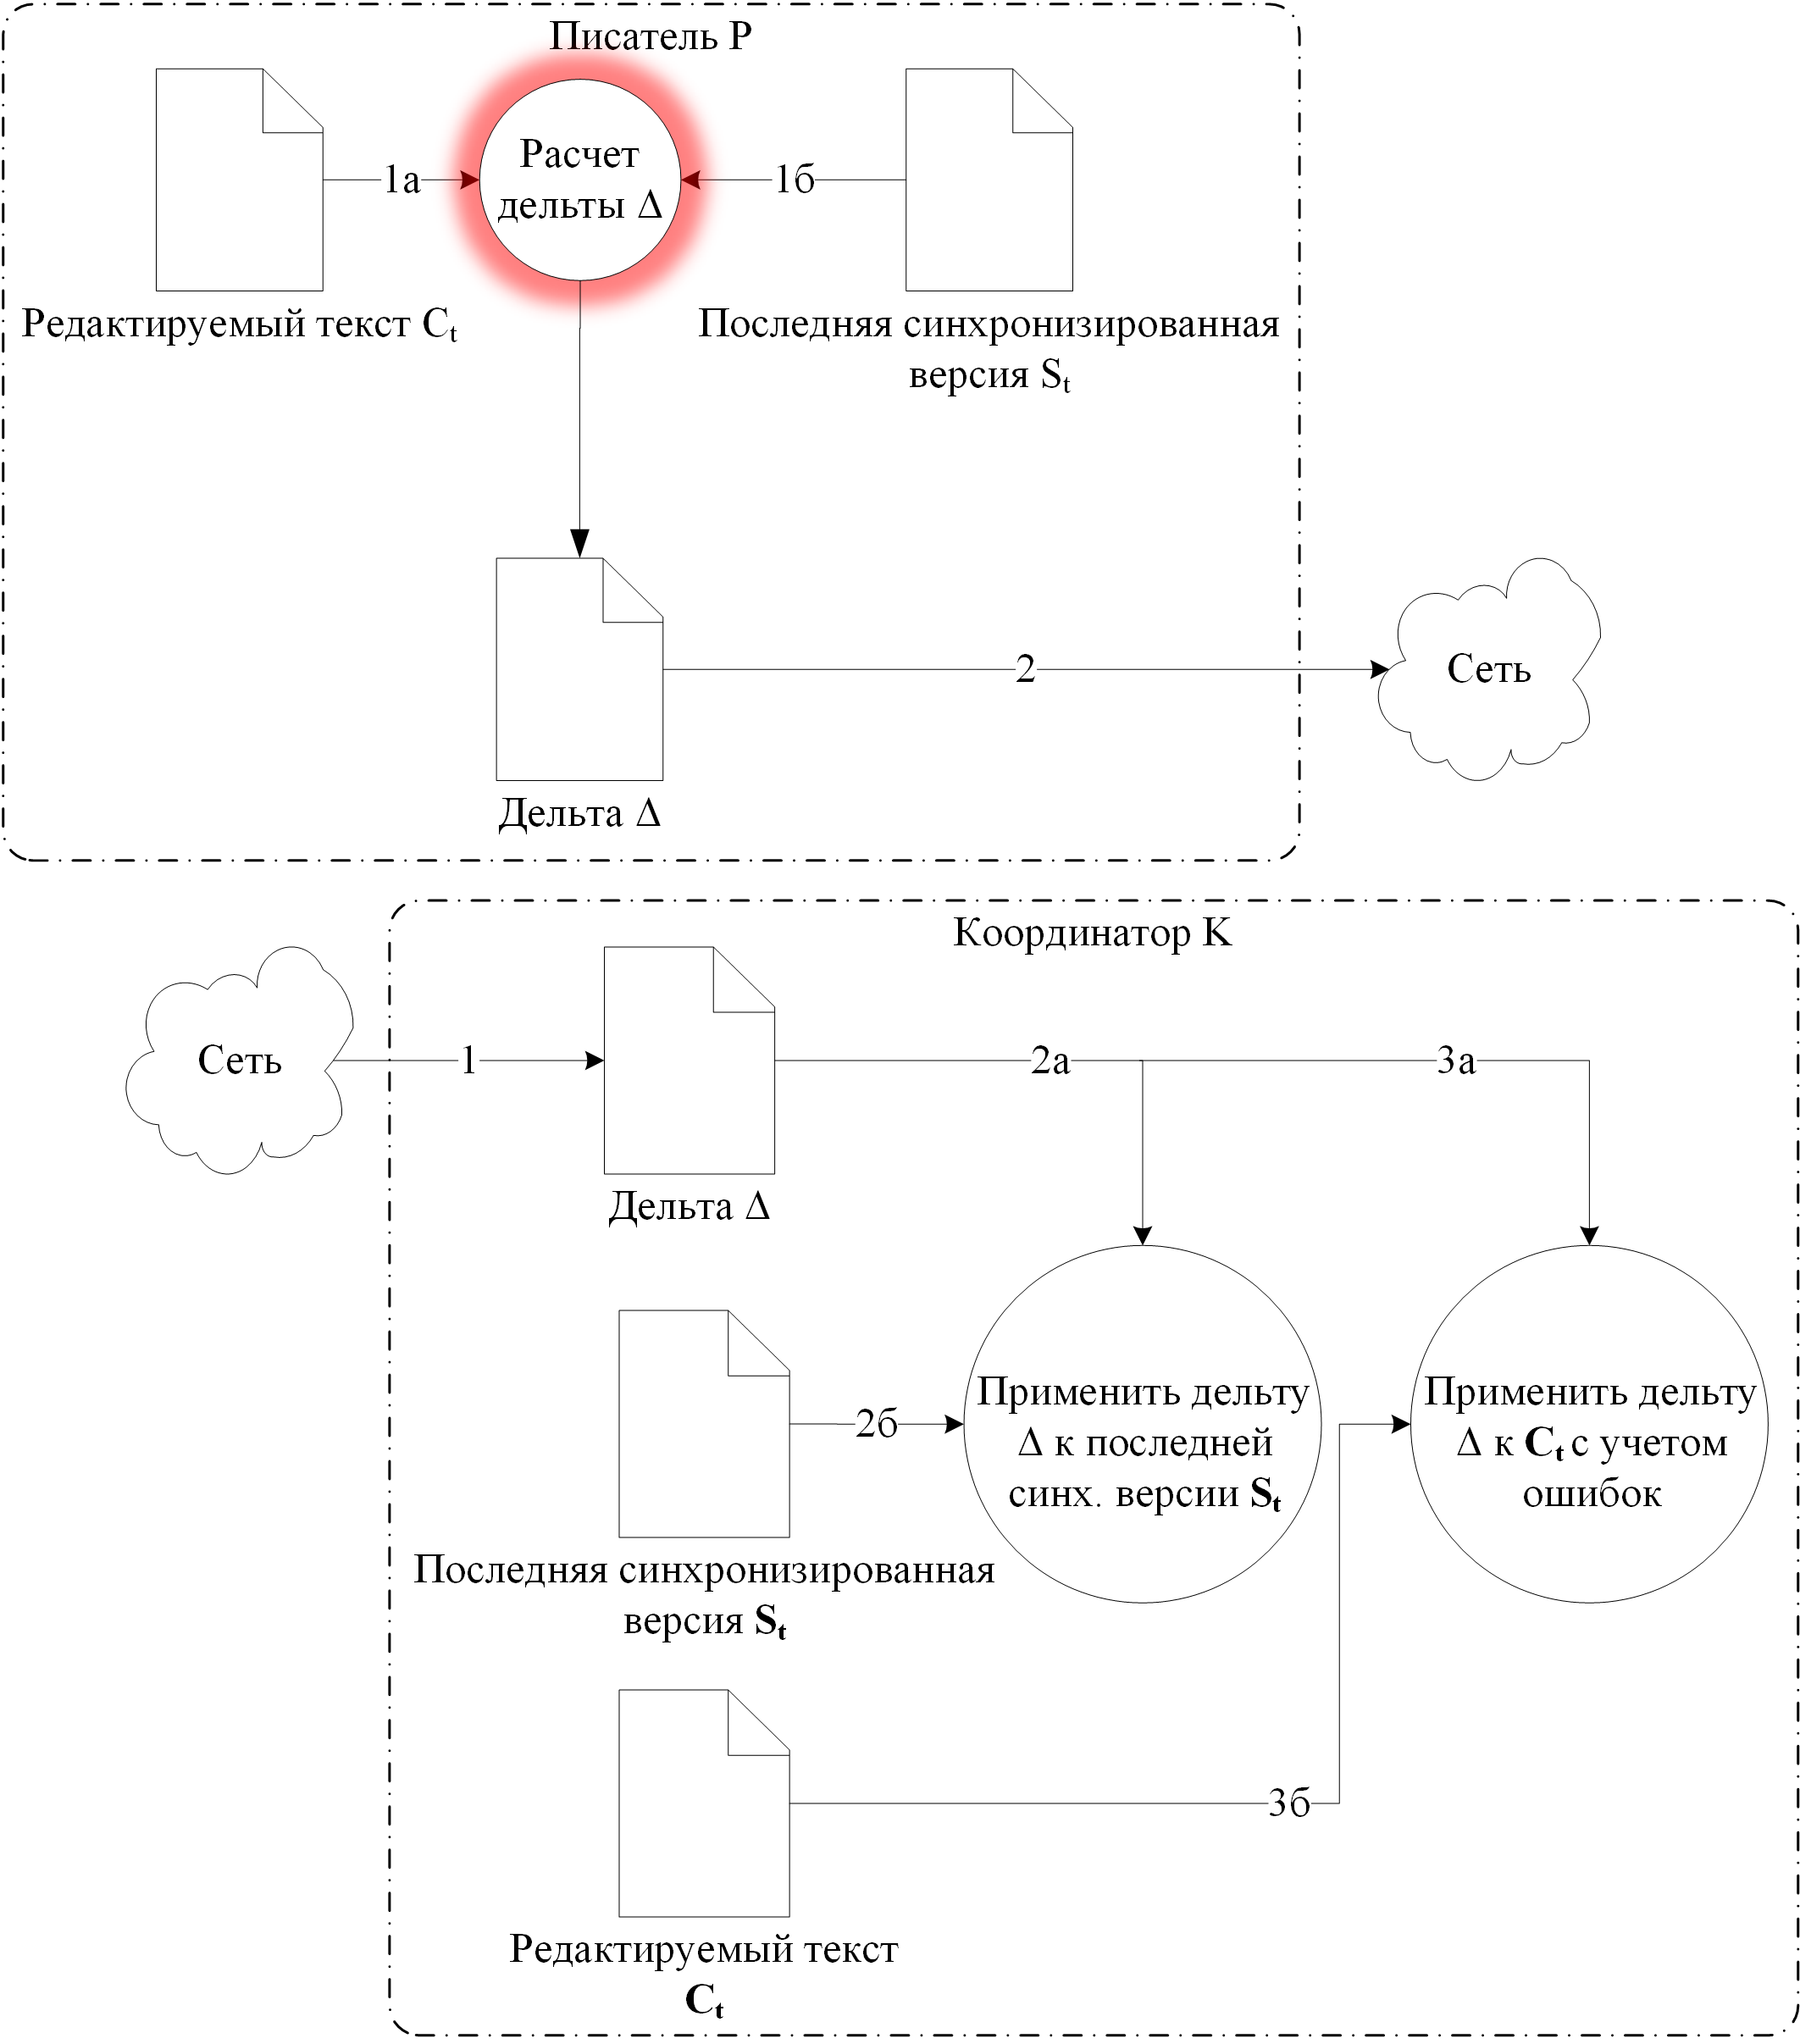 Писатель P
Расчет
дельты Δ
1а
1б
Редактируемый текст Ct
Последняя синхронизированная
версия St
2
Сеть
Дельта Δ
Координатор K
Сеть
1
2а
3а
Дельта Δ
Применить дельту
Δ к последней
синх. версии St
Применить дельту
Δ к Ct с учетом
ошибок
2б
Последняя синхронизированная
версия St
3б
Редактируемый текст
Ct